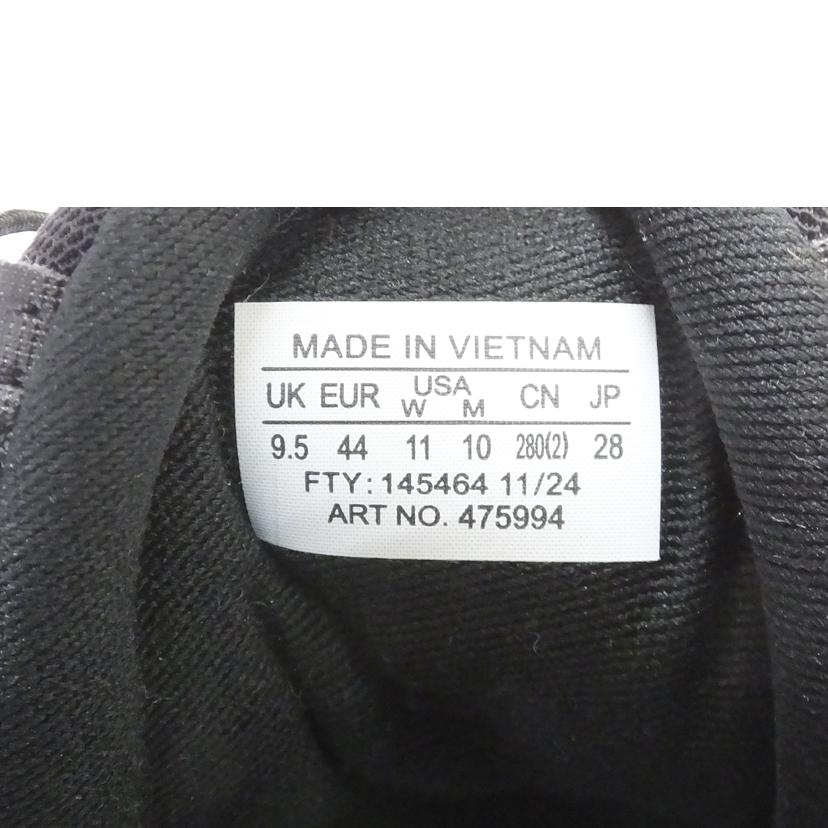 MADE IN VIETNAM
UK EUR USA W M CN JP
9.5 44 11 10 280(2) 28
FTY: 145464 11/24
ART NO. 475994